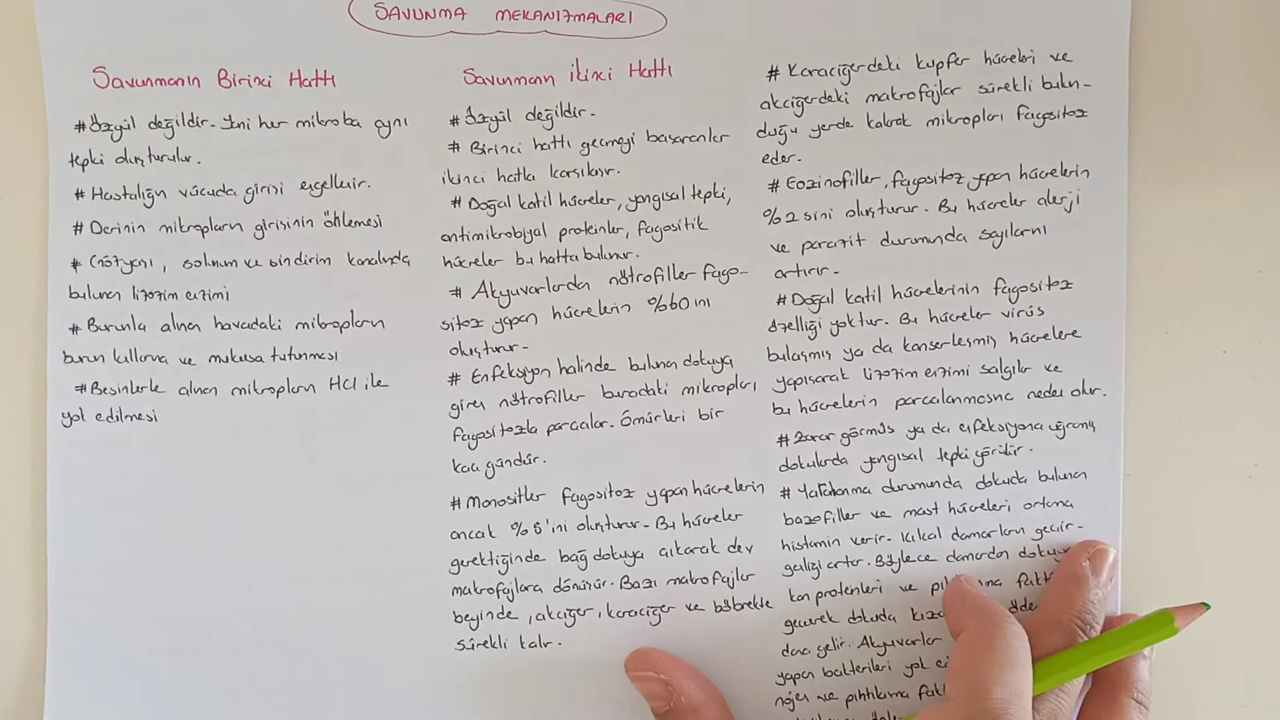 SAVUNMA MEKANIZMALARI
Savunmanın Birinci Hattı
#Özgül değildir. Yani her mikroba aynı
tepki oluşturulur.
#Hastalığın vücuda girişi engellenir.
#Derinin mikropların girişinin önlemesi
#Gözyaşı, solunum ve sindirim kanalında
bulunan lizozim enzimi
#Burunla alınan havadaki mikropların
burun kıllarına ve mukusa tutunması
#Besinlerle alınan mikropların HCl ile
yok edilmesi
Savunmanın İkinci Hattı
#Özgül değildir.
# Birinci hattı geçmeyi başaranlar
ikinci hatla karşılaşır.
# Doğal katil hücreler, yangısal tepki,
antimikrobiyal proteinler, fagositik
hücreler bu hatta bulunur.
# Akyuvarlarda nötrofiller fago-
sitoz yapan hücrelerin %60 ını
oluşturur.
# Enfeksiyon halinde bulunan dokuya
giren nötrofiller buradaki mikropları
fagositozla parçalar. Ömürleri bir
kaç gündür.
# Monositler fagositoz yapan hücrelerin
ancak %5'ini oluşturur. Bu hücreler
gerektiğinde bağ dokuya çıkarak dev
makrofajlara dönüşür. Bazı makrofajlar
beyinde, akciğer, karaciğer ve böbrekte
sürekli kalır.
# Karaciğerdeki kupfer hücreleri ve
akciğerdeki makrofajlar sürekli bulun-
duğu yerde kalarak mikropları fagositoz
eder.
# Eozinofiller, fagositoz yapan hücrelerin
%2 sini oluşturur. Bu hücreler alerji
ve parazit durumunda sayılarını
artırır.
#Doğal katil hücrelerinin fagositoz
özelliği yoktur. Bu hücreler virüs
bulaşmış ya da kanserleşmiş hücrelere
yapışarak lizozim enzimi salgılar ve
bu hücrelerin parçalanmasına neden olur.
#Zarar görmüş ya da enfeksiyona uğramış
dokularda yangısal tepki görülür.
# Yaralanma durumunda dokuda bulunan
bazofiller ve mast hücreleri ortama
histamin verir. Kılcal damarların geçir-
genliği artar. Böylece damardan dokuya
kan proteinleri ve
geçerek dokuda
dana gelir. Akyuvarlar
yapan bakterileri yok
ve pıhtılaşma